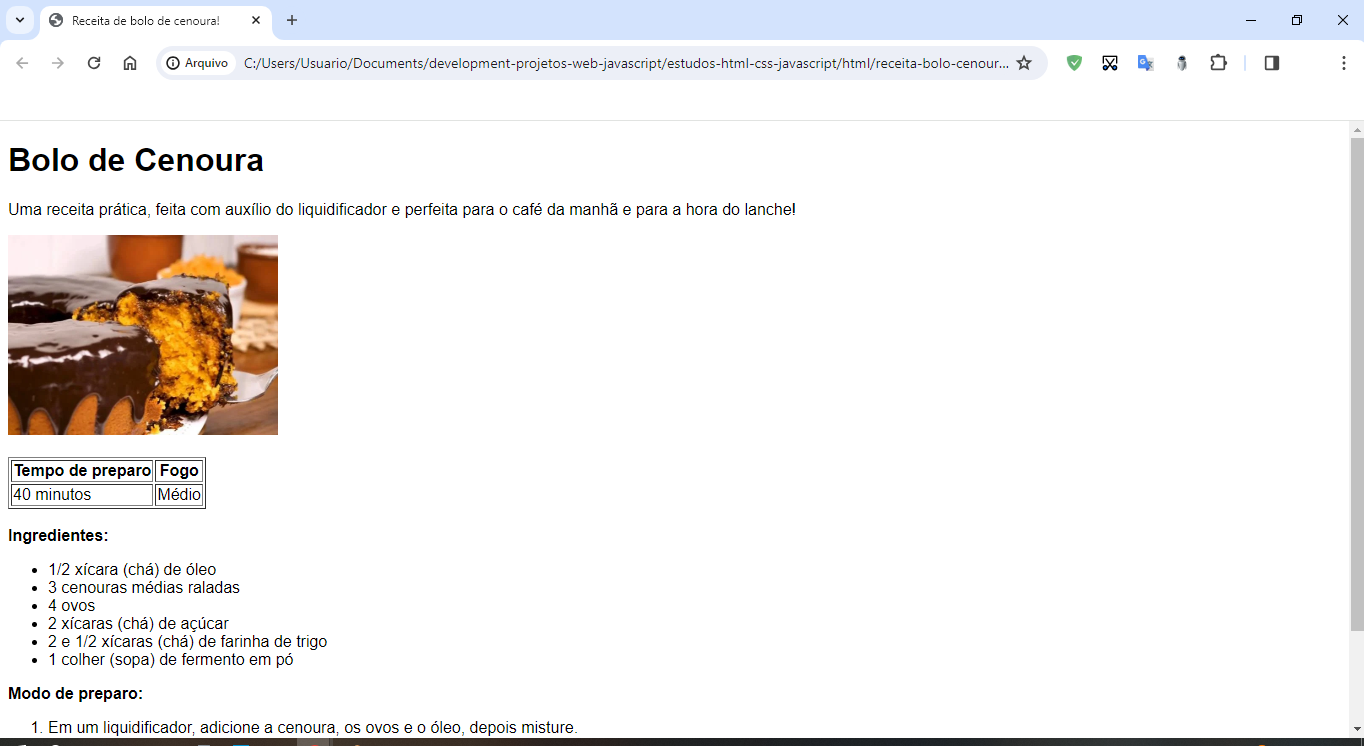 Receita de bolo de cenoura!
Arquivo
C:/Users/Usuario/Documents/development-projetos-web-javascript/estudos-html-css-javascript/html/receita-bolo-cenour...
Bolo de Cenoura
Uma receita prática, feita com auxílio do liquidificador e perfeita para o café da manhã e para a hora do lanche!
Tempo de preparo Fogo
40 minutos Médio
Ingredientes:
1/2 xícara (chá) de óleo
3 cenouras médias raladas
4 ovos
2 xícaras (chá) de açúcar
2 e 1/2 xícaras (chá) de farinha de trigo
1 colher (sopa) de fermento em pó
Modo de preparo:
1. Em um liquidificador, adicione a cenoura, os ovos e o óleo, depois misture.